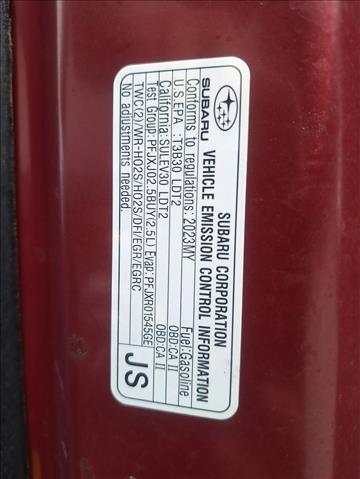 SUBARU CORPORATION
SUBARU VEHICLE EMISSION CONTROL INFORMATION
Conforms to regulations: 2023MY Fuel:Gasoline
U.S.EPA :T3B30 LDT2 OBD:CA II
California:SULEV30 LDT2 OBD:CA II
Test Group:PFJXJ02.5BUY(2.5L) Evap:PFJXR01545GE
TWC(2)/WR-HO2S/HO2S/DFI/EGR/EGRC
No adjustments needed.
JS